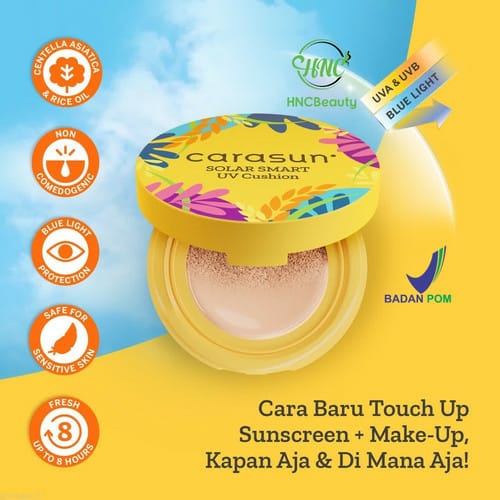 CENTELLA ASIATICA
& RICE OIL
NON
COMEDOGENIC
BLUE LIGHT
PROTECTION
SAFE FOR
SENSITIVE SKIN
FRESH
8
UP TO 8 HOURS
HNC
HNCBeauty
UVA & UVB
BLUE LIGHT
carasun
SOLAR SMART
UV Cushion
BADAN POM
Cara Baru Touch Up
Sunscreen + Make-Up,
Kapan Aja & Di Mana Aja!